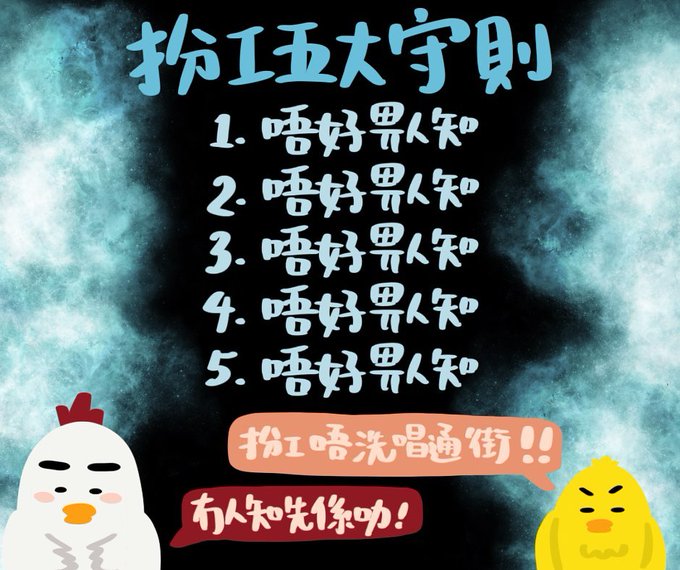 扮工五大守則
1. 唔好畀人知
2. 唔好畀人知
3. 唔好畀人知
4. 唔好畀人知
5. 唔好畀人知
扮工唔洗唱通街!!
冇人知先係叻!